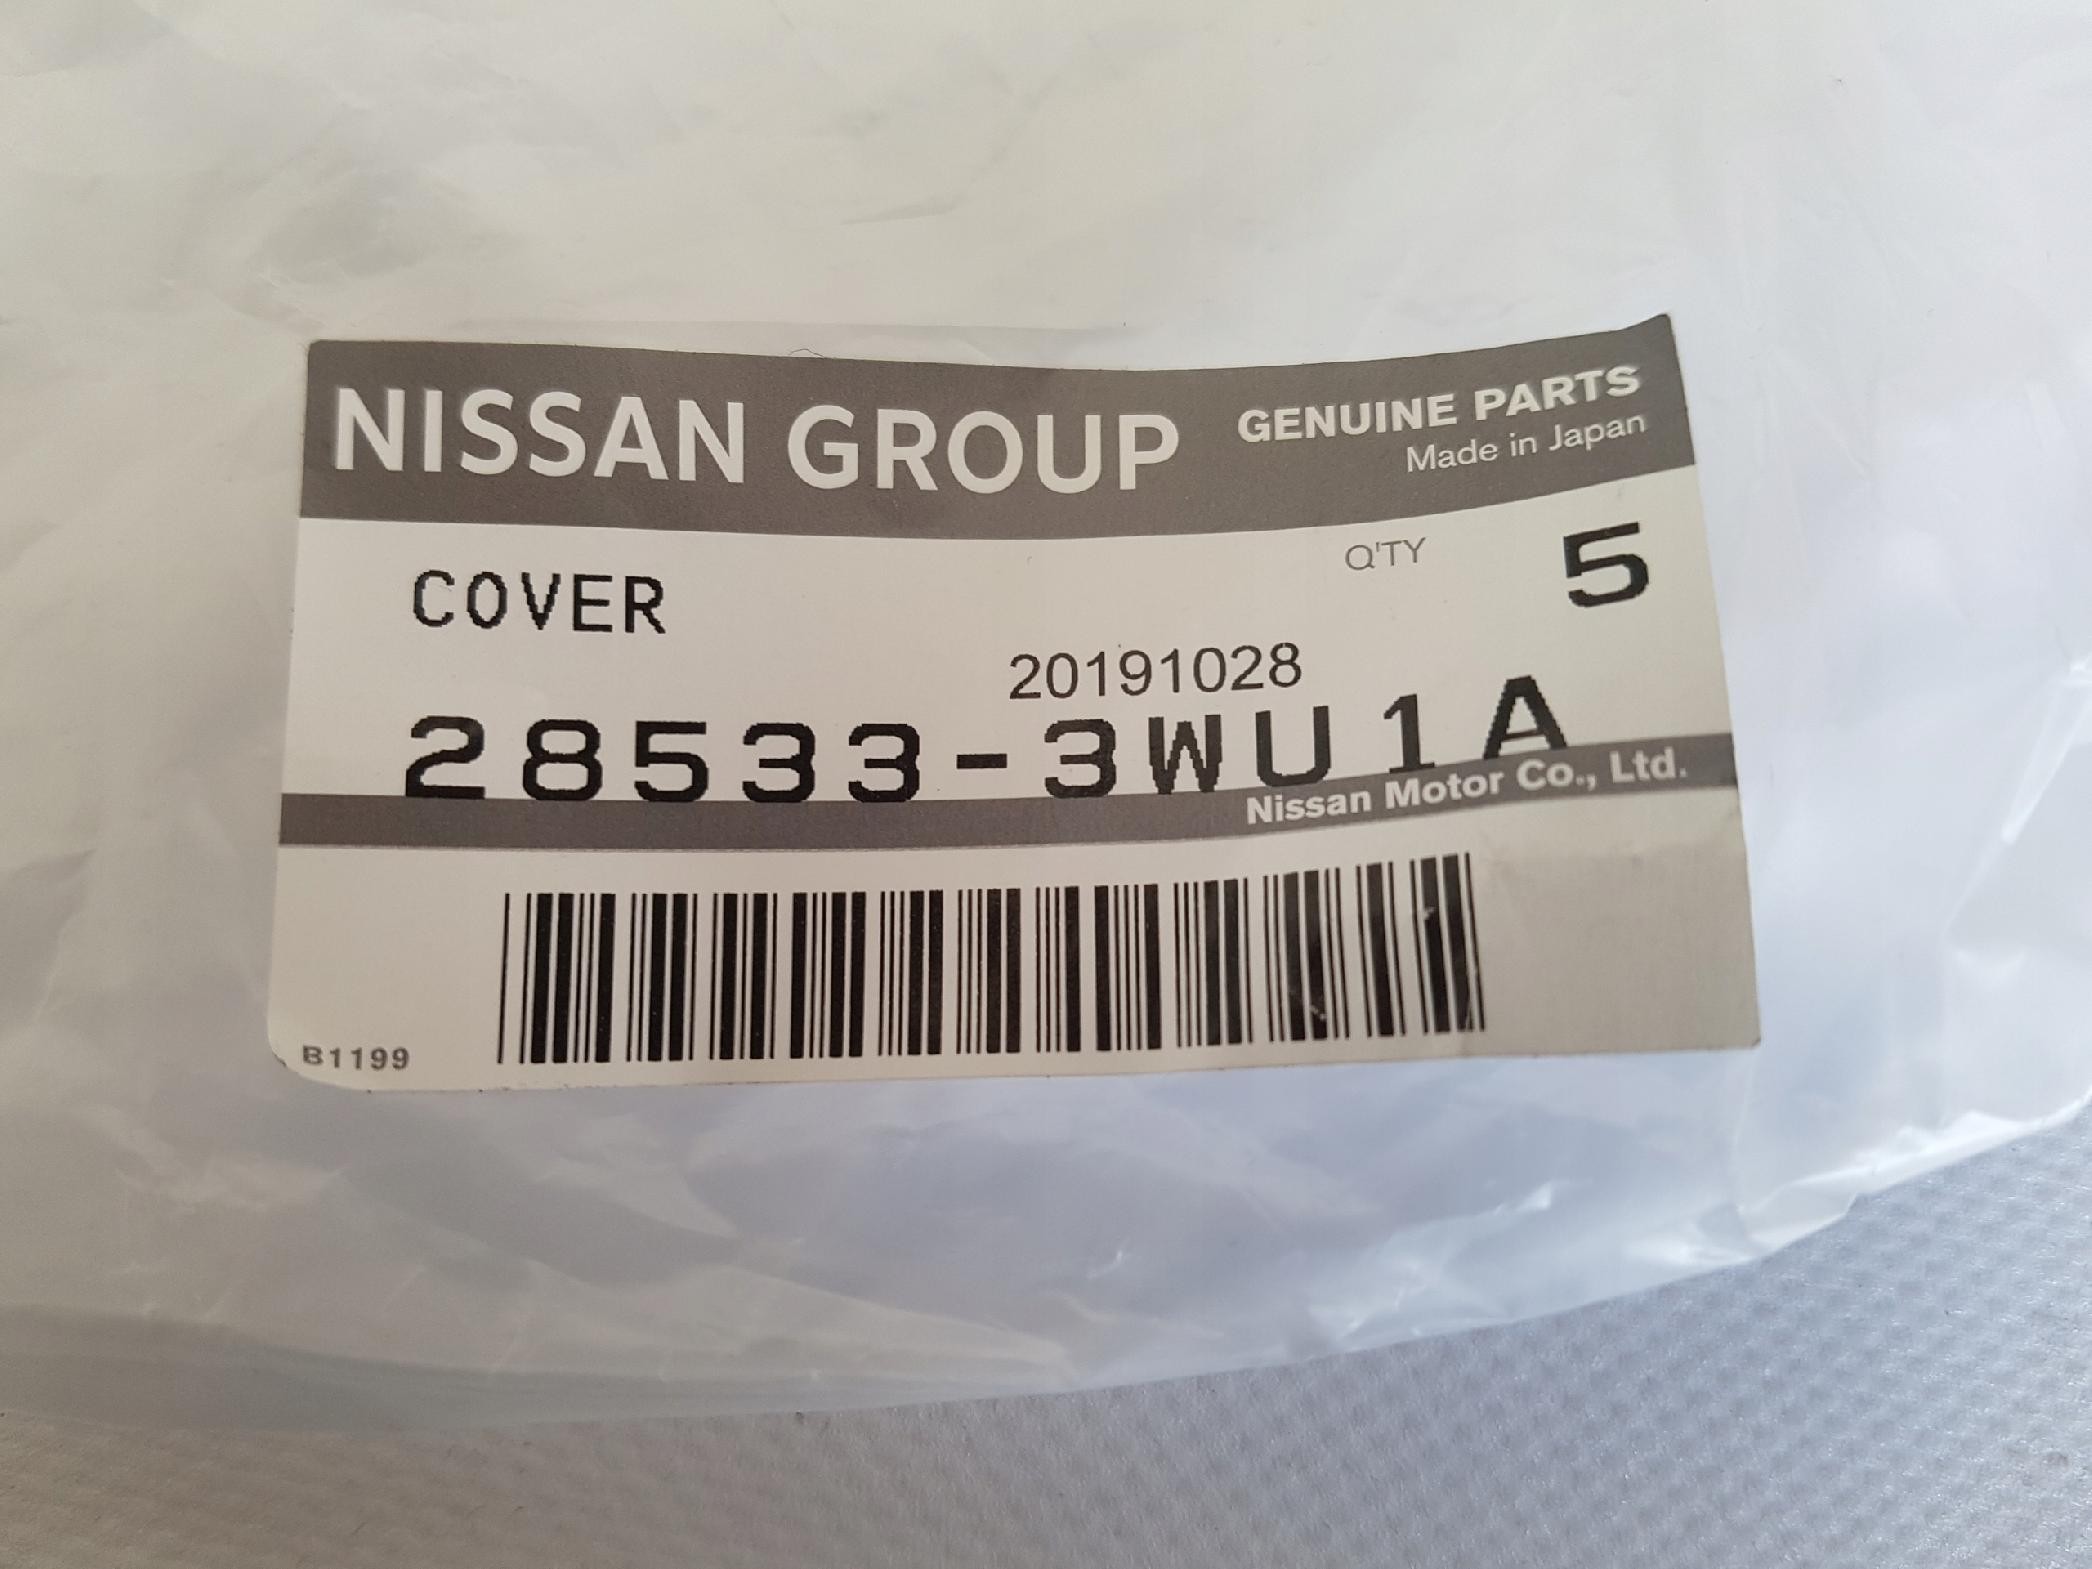 NISSAN GROUP
GENUINE PARTS
Made in Japan
COVER
Q'TY 5
20191028
28533-3WU1A
Nissan Motor Co., Ltd.
B1199